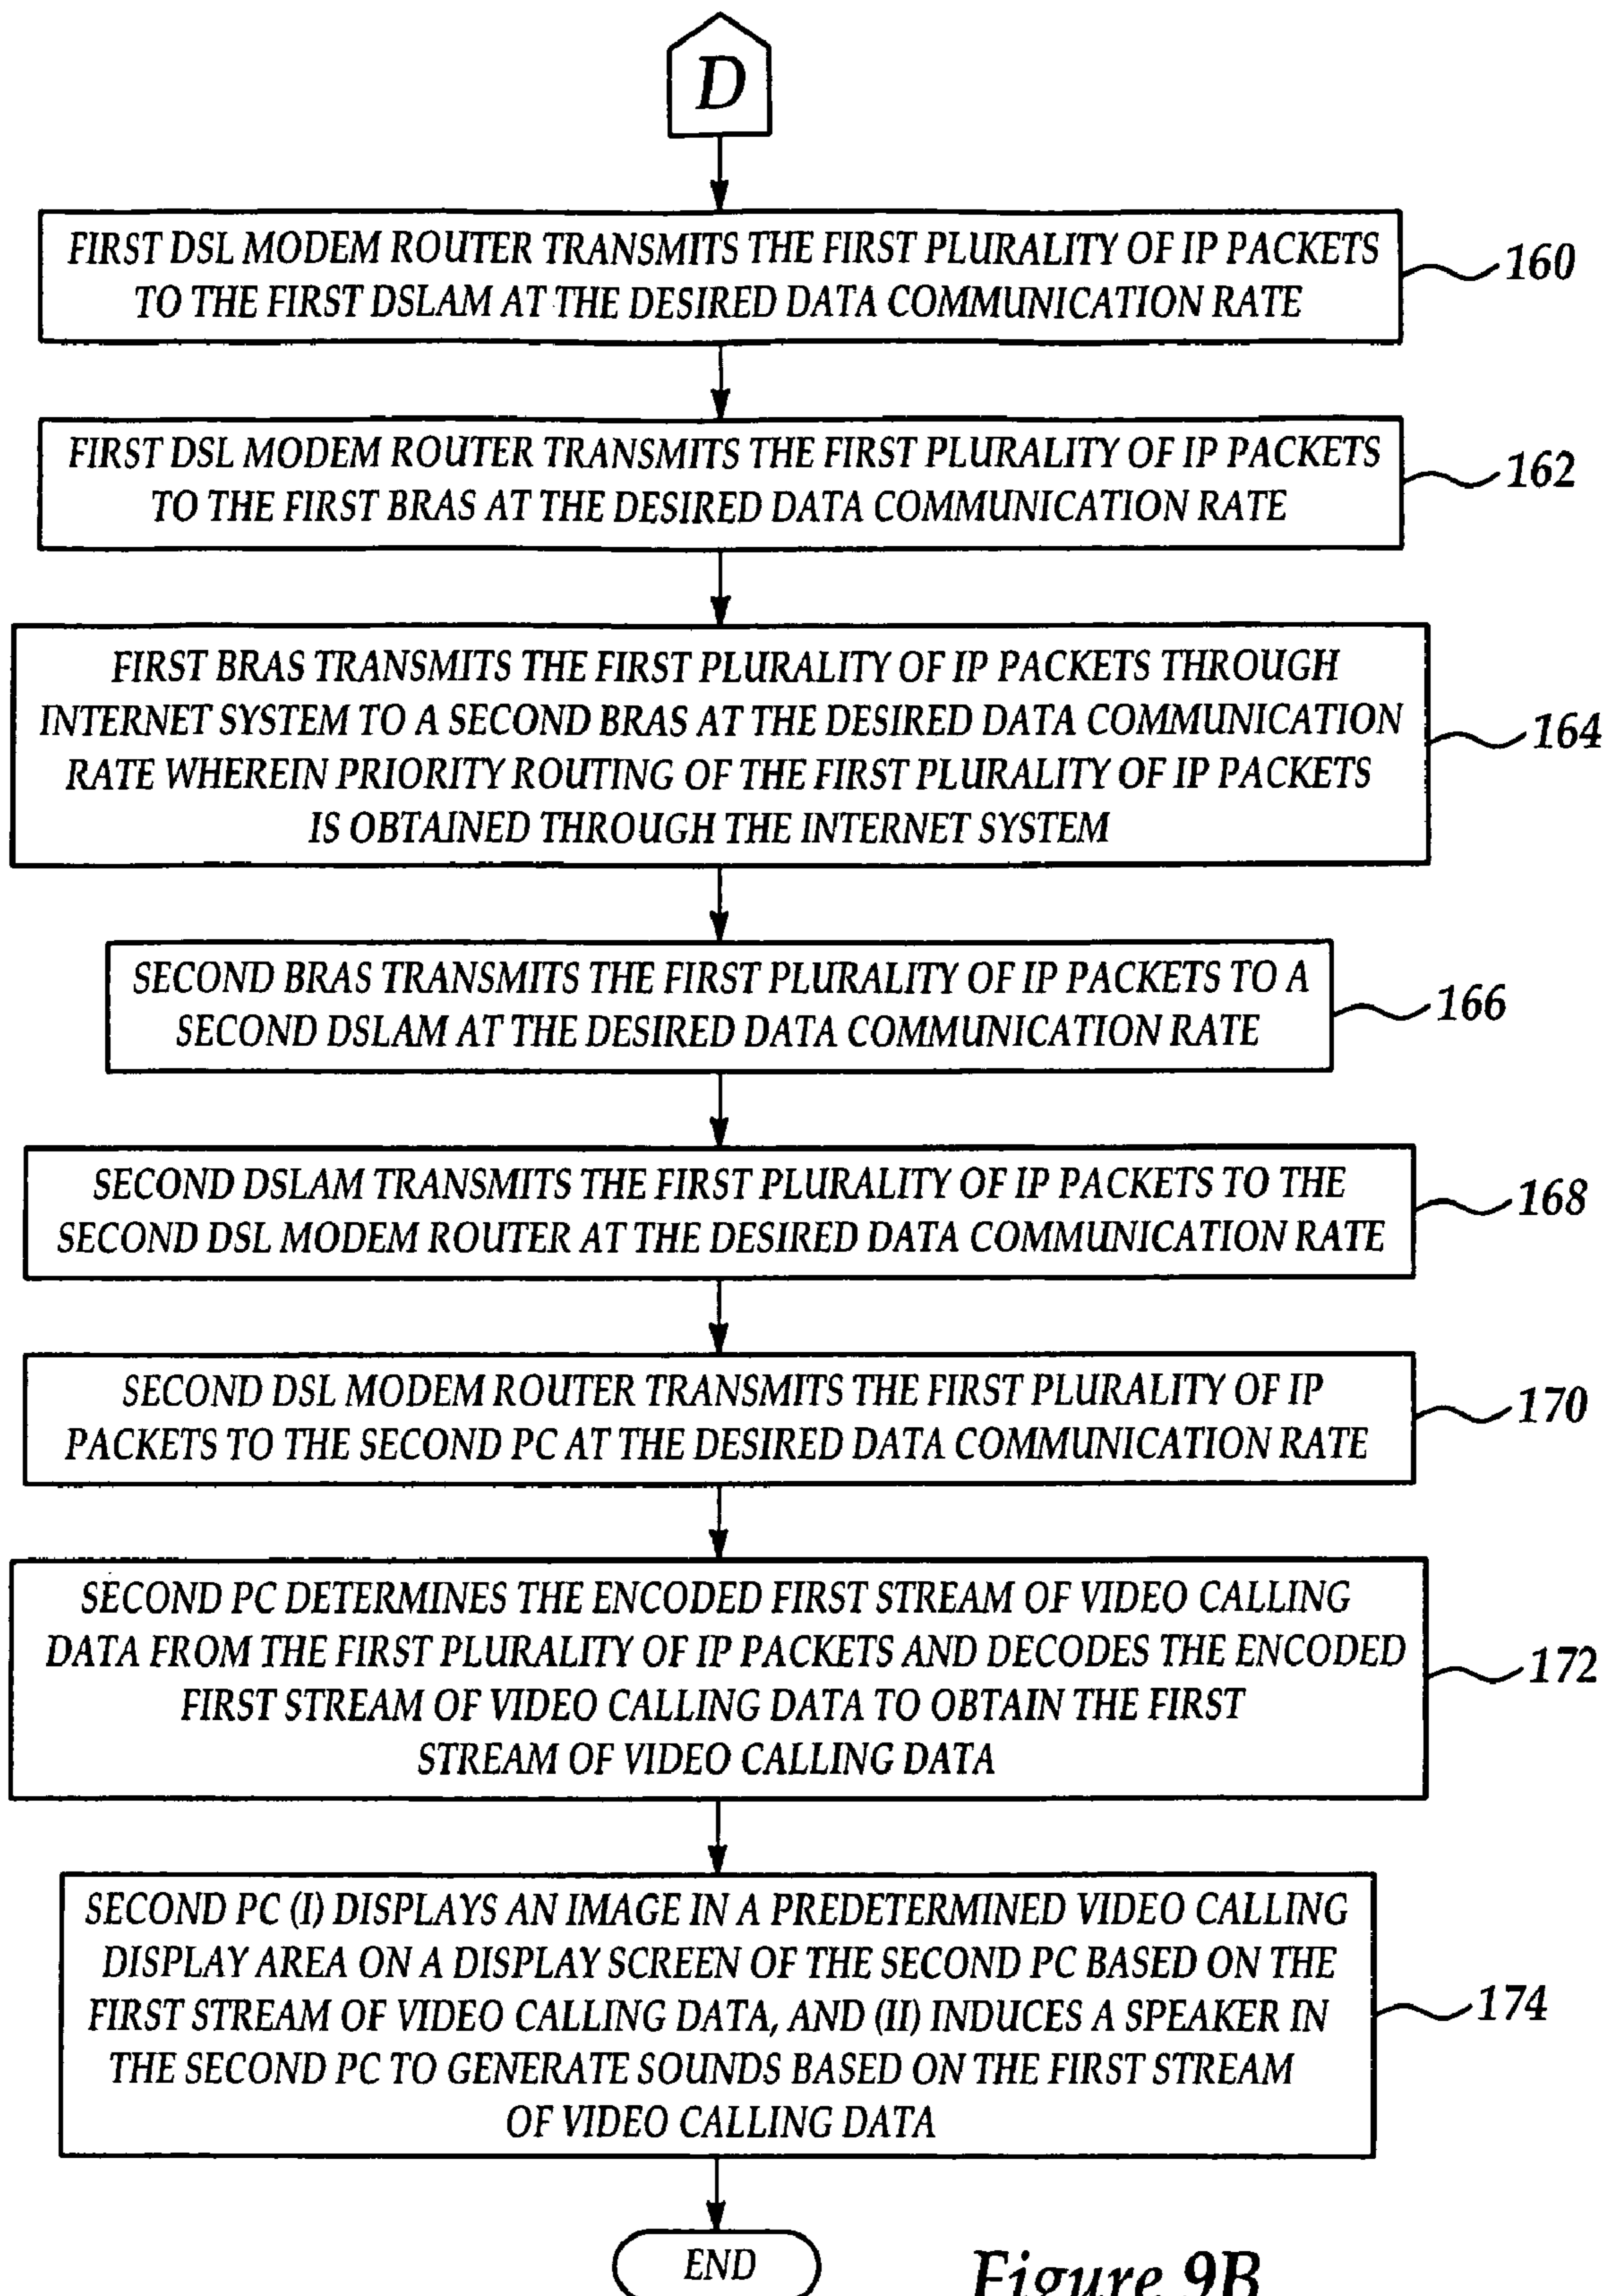 D
FIRST DSL MODEM ROUTER TRANSMITS THE FIRST PLURALITY OF IP PACKETS
TO THE FIRST DSLAM AT THE DESIRED DATA COMMUNICATION RATE
160
FIRST DSL MODEM ROUTER TRANSMITS THE FIRST PLURALITY OF IP PACKETS
TO THE FIRST BRAS AT THE DESIRED DATA COMMUNICATION RATE
162
FIRST BRAS TRANSMITS THE FIRST PLURALITY OF IP PACKETS THROUGH
INTERNET SYSTEM TO A SECOND BRAS AT THE DESIRED DATA COMMUNICATION
RATE WHEREIN PRIORITY ROUTING OF THE FIRST PLURALITY OF IP PACKETS
IS OBTAINED THROUGH THE INTERNET SYSTEM
164
SECOND BRAS TRANSMITS THE FIRST PLURALITY OF IP PACKETS TO A
SECOND DSLAM AT THE DESIRED DATA COMMUNICATION RATE
166
SECOND DSLAM TRANSMITS THE FIRST PLURALITY OF IP PACKETS TO THE
SECOND DSL MODEM ROUTER AT THE DESIRED DATA COMMUNICATION RATE
168
SECOND DSL MODEM ROUTER TRANSMITS THE FIRST PLURALITY OF IP
PACKETS TO THE SECOND PC AT THE DESIRED DATA COMMUNICATION RATE
170
SECOND PC DETERMINES THE ENCODED FIRST STREAM OF VIDEO CALLING
DATA FROM THE FIRST PLURALITY OF IP PACKETS AND DECODES THE ENCODED
FIRST STREAM OF VIDEO CALLING DATA TO OBTAIN THE FIRST
STREAM OF VIDEO CALLING DATA
172
SECOND PC (I) DISPLAYS AN IMAGE IN A PREDETERMINED VIDEO CALLING
DISPLAY AREA ON A DISPLAY SCREEN OF THE SECOND PC BASED ON THE
FIRST STREAM OF VIDEO CALLING DATA, AND (II) INDUCES A SPEAKER IN
THE SECOND PC TO GENERATE SOUNDS BASED ON THE FIRST STREAM
OF VIDEO CALLING DATA
174
END
Figure 9B